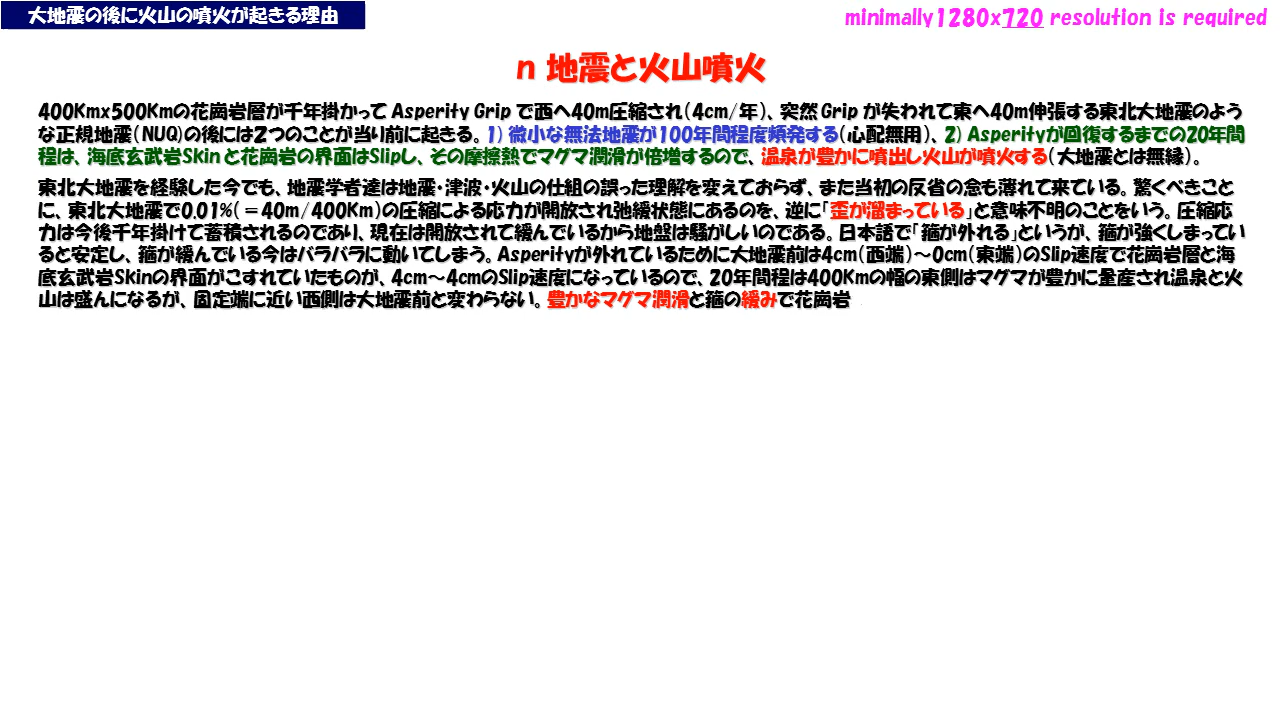 大地震の後に火山の噴火が起きる理由
minimally1280x720 resolution is required
n 地震と火山噴火
400Kmx500Kmの花崗岩層が千年掛かって Asperity Grip で西へ40m圧縮され(4cm/年)、突然 Grip が失われて東へ40m伸張する東北大地震のよう
な正規地震(NUQ)の後には2つのことが当り前に起きる。1) 微小な無法地震が100年間程度頻発する(心配無用)、2) Asperityが回復するまでの20年間
程は、海底玄武岩Skin と花崗岩の界面はSlipし、その摩擦熱でマグマ潤滑が倍増するので、温泉が豊かに噴出し火山が噴火する(大地震とは無縁)。
東北大地震を経験した今でも、地震学者達は地震・津波・火山の仕組の誤った理解を変えておらず、また当初の反省の念も薄れて来ている。驚くべきこと
に、東北大地震で0.01%(=40m/400Km)の圧縮による応力が開放され弛緩状態にあるのを、逆に「歪が溜まっている」と意味不明のことをいう。圧縮応
力は今後千年掛けて蓄積されるのであり、現在は開放されて緩んでいるから地盤は騒がしいのである。日本語で「箍が外れる」というが、箍が強くしまってい
ると安定し、箍が緩んでいる今はバラバラに動いてしまう。Asperityが外れているために大地震前は4cm(西端)～0cm(東端)のSlip速度で花崗岩層と海
底玄武岩Skinの界面がこすれていたものが、4cm～4cmのSlip速度になっているので、20年間程は400Kmの幅の東側はマグマが豊かに量産され温泉と火
山は盛んになるが、固定端に近い西側は大地震前と変わらない。豊かなマグマ潤滑と箍の緩みで花崗岩